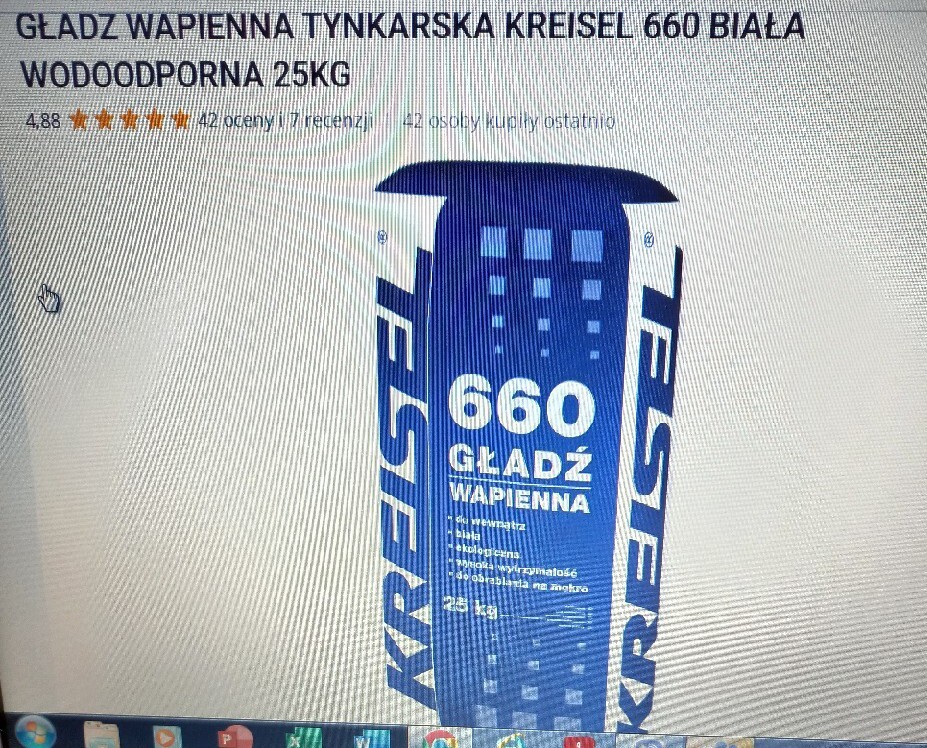 GŁADZ WAPIENNA TYNKARSKA KREISEL 660 BIAŁA
WODOODPORNA 25KG
4,88 42 oceny i 7 recenzji 42 osoby kupiły ostatnio
KREISEL
®
660
GŁADŹ
WAPIENNA
• do wewnątrz
• biała
• ekologiczna
• wysoka wytrzymałość
• do obrabiania na mokro
25 kg
KREISEL
®